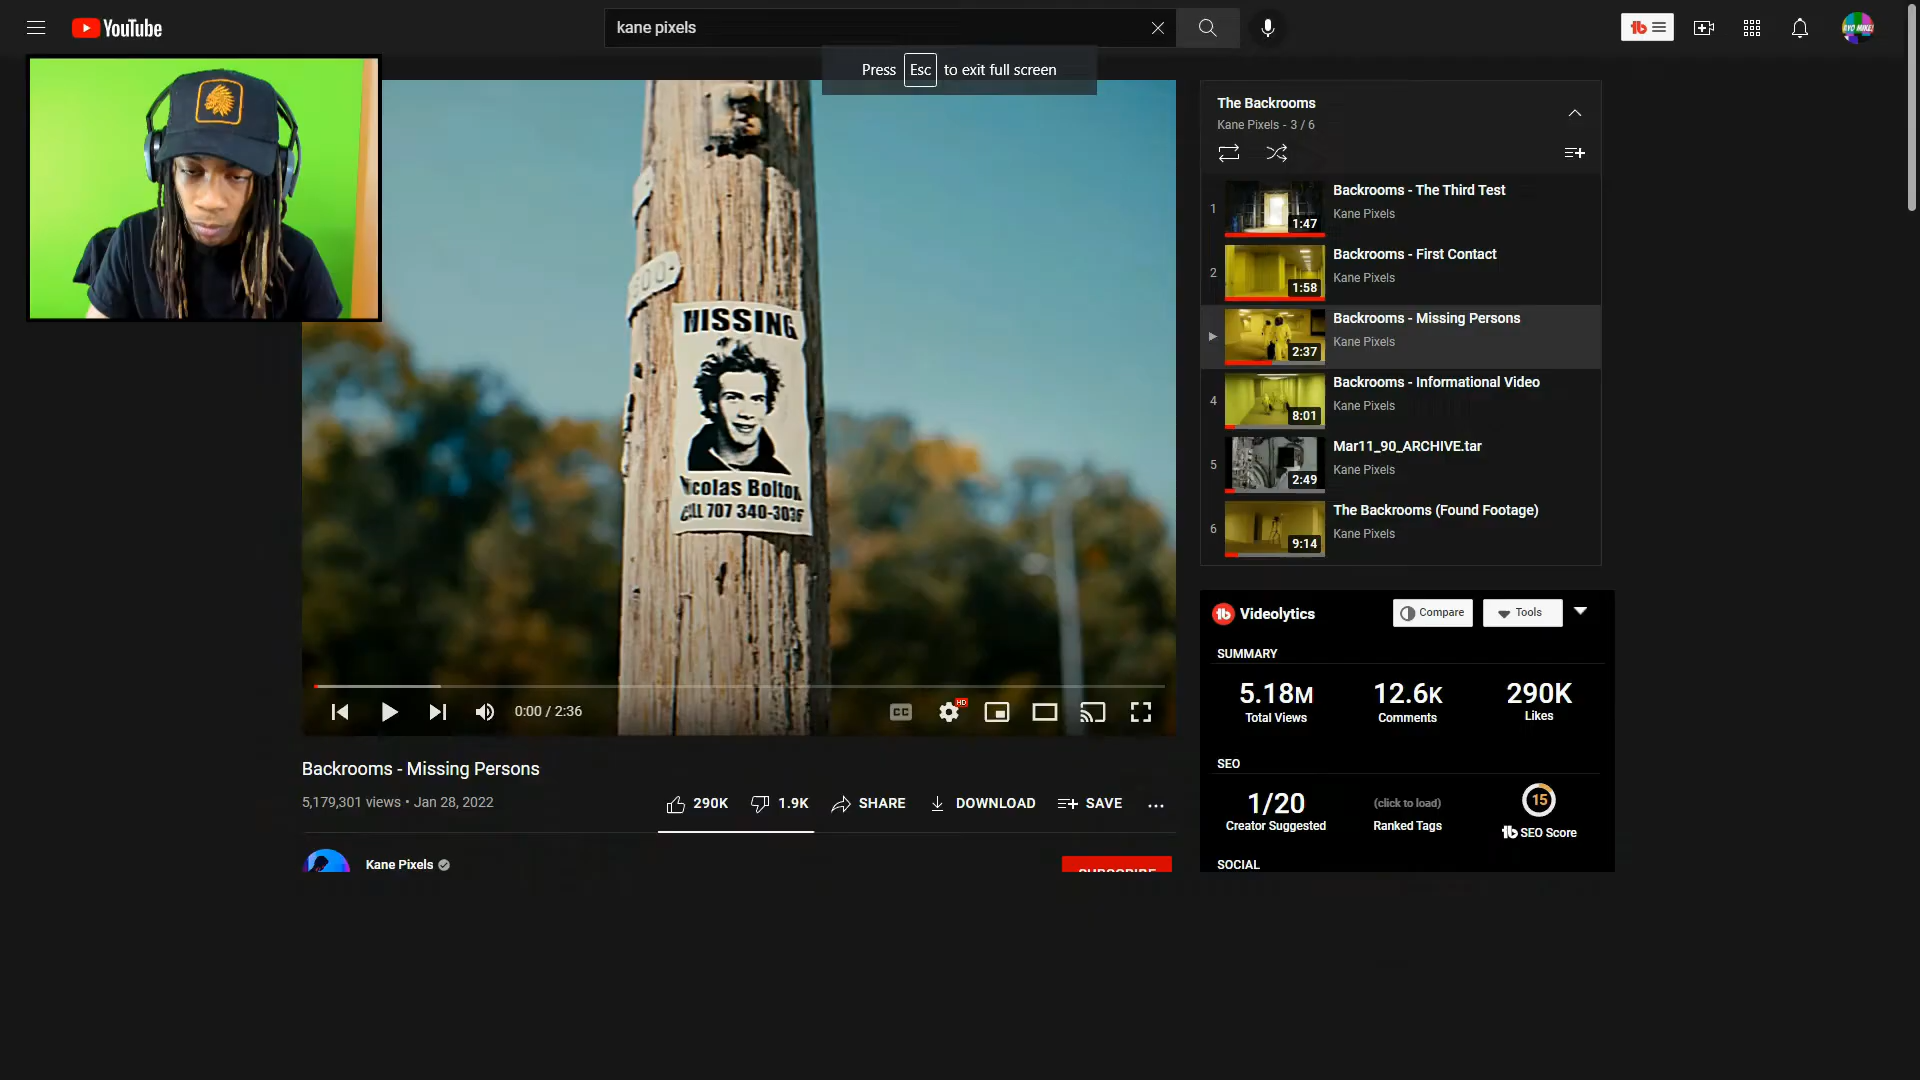 YouTube
kane pixels
Press Esc to exit full screen
MISSING
Nicolas Bolton
CALL 707 340-3036
0:00 / 2:36
CC
HD
Backrooms - Missing Persons
5,179,301 views • Jan 28, 2022
290K
1.9K
SHARE
DOWNLOAD
SAVE
Kane Pixels
SUBSCRIBE
The Backrooms
Kane Pixels - 3 / 6
1
1:47
Backrooms - The Third Test
Kane Pixels
2
1:58
Backrooms - First Contact
Kane Pixels
2:37
Backrooms - Missing Persons
Kane Pixels
4
8:01
Backrooms - Informational Video
Kane Pixels
5
2:49
Mar11_90_ARCHIVE.tar
Kane Pixels
6
9:14
The Backrooms (Found Footage)
Kane Pixels
tb Videolytics
Compare
Tools
SUMMARY
5.18M
Total Views
12.6K
Comments
290K
Likes
SEO
1/20
Creator Suggested
(click to load)
Ranked Tags
15
tb SEO Score
SOCIAL